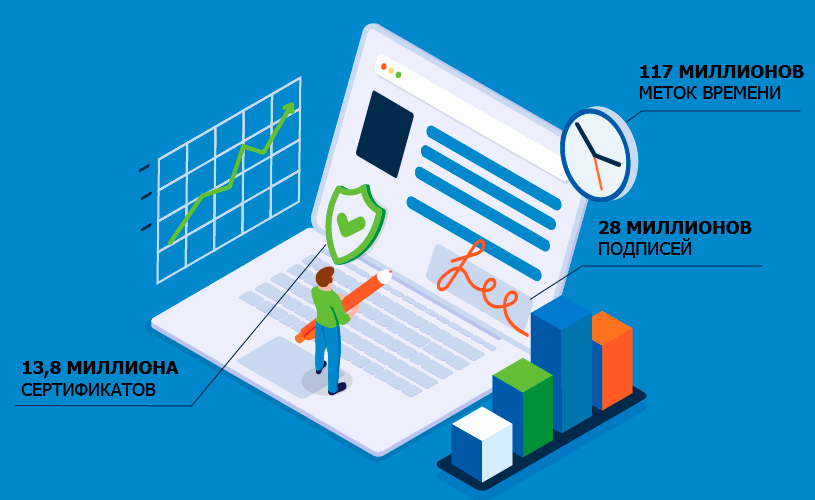 117 МИЛЛИОНОВ
МЕТОК ВРЕМЕНИ
28 МИЛЛИОНОВ
ПОДПИСЕЙ
13,8 МИЛЛИОНА
СЕРТИФИКАТОВ